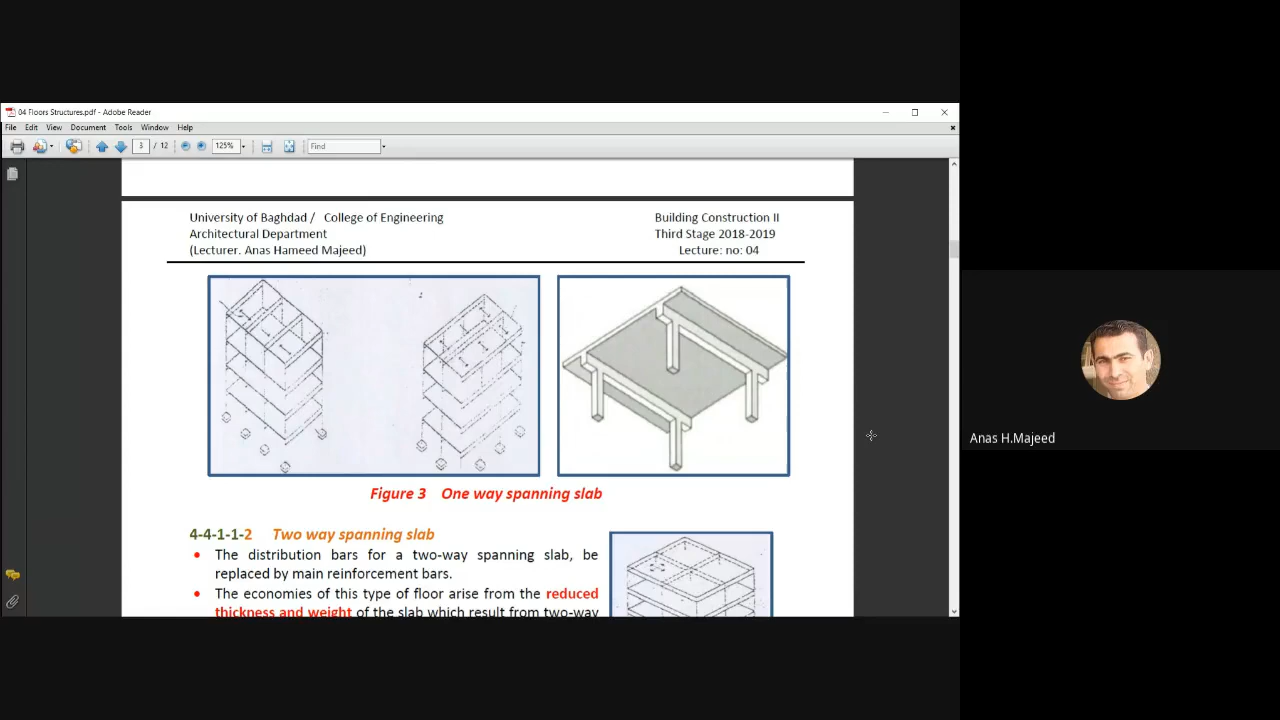 04 Floors Structures.pdf - Adobe Reader
File Edit View Document Tools Window Help
3 / 12 125% Find
University of Baghdad / College of Engineering
Building Construction II
Architectural Department
Third Stage 2018-2019
(Lecturer. Anas Hameed Majeed)
Lecture: no: 04
Figure 3 One way spanning slab
4-4-1-1-2 Two way spanning slab
• The distribution bars for a two-way spanning slab, be
replaced by main reinforcement bars.
• The economies of this type of floor arise from the reduced
thickness and weight of the slab which result from two-way
Anas H.Majeed